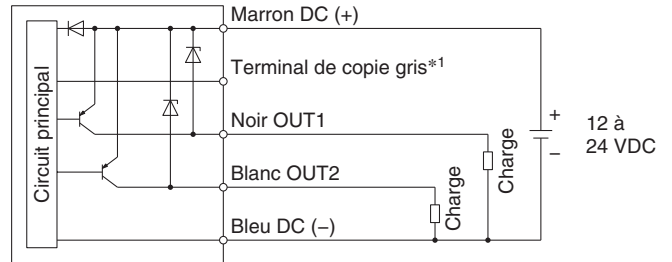 Marron DC (+)
Terminal de copie gris*1
Noir OUT1
Blanc OUT2
Bleu DC (−)
Circuit principal
Charge
Charge
+
−
12 à
24 VDC